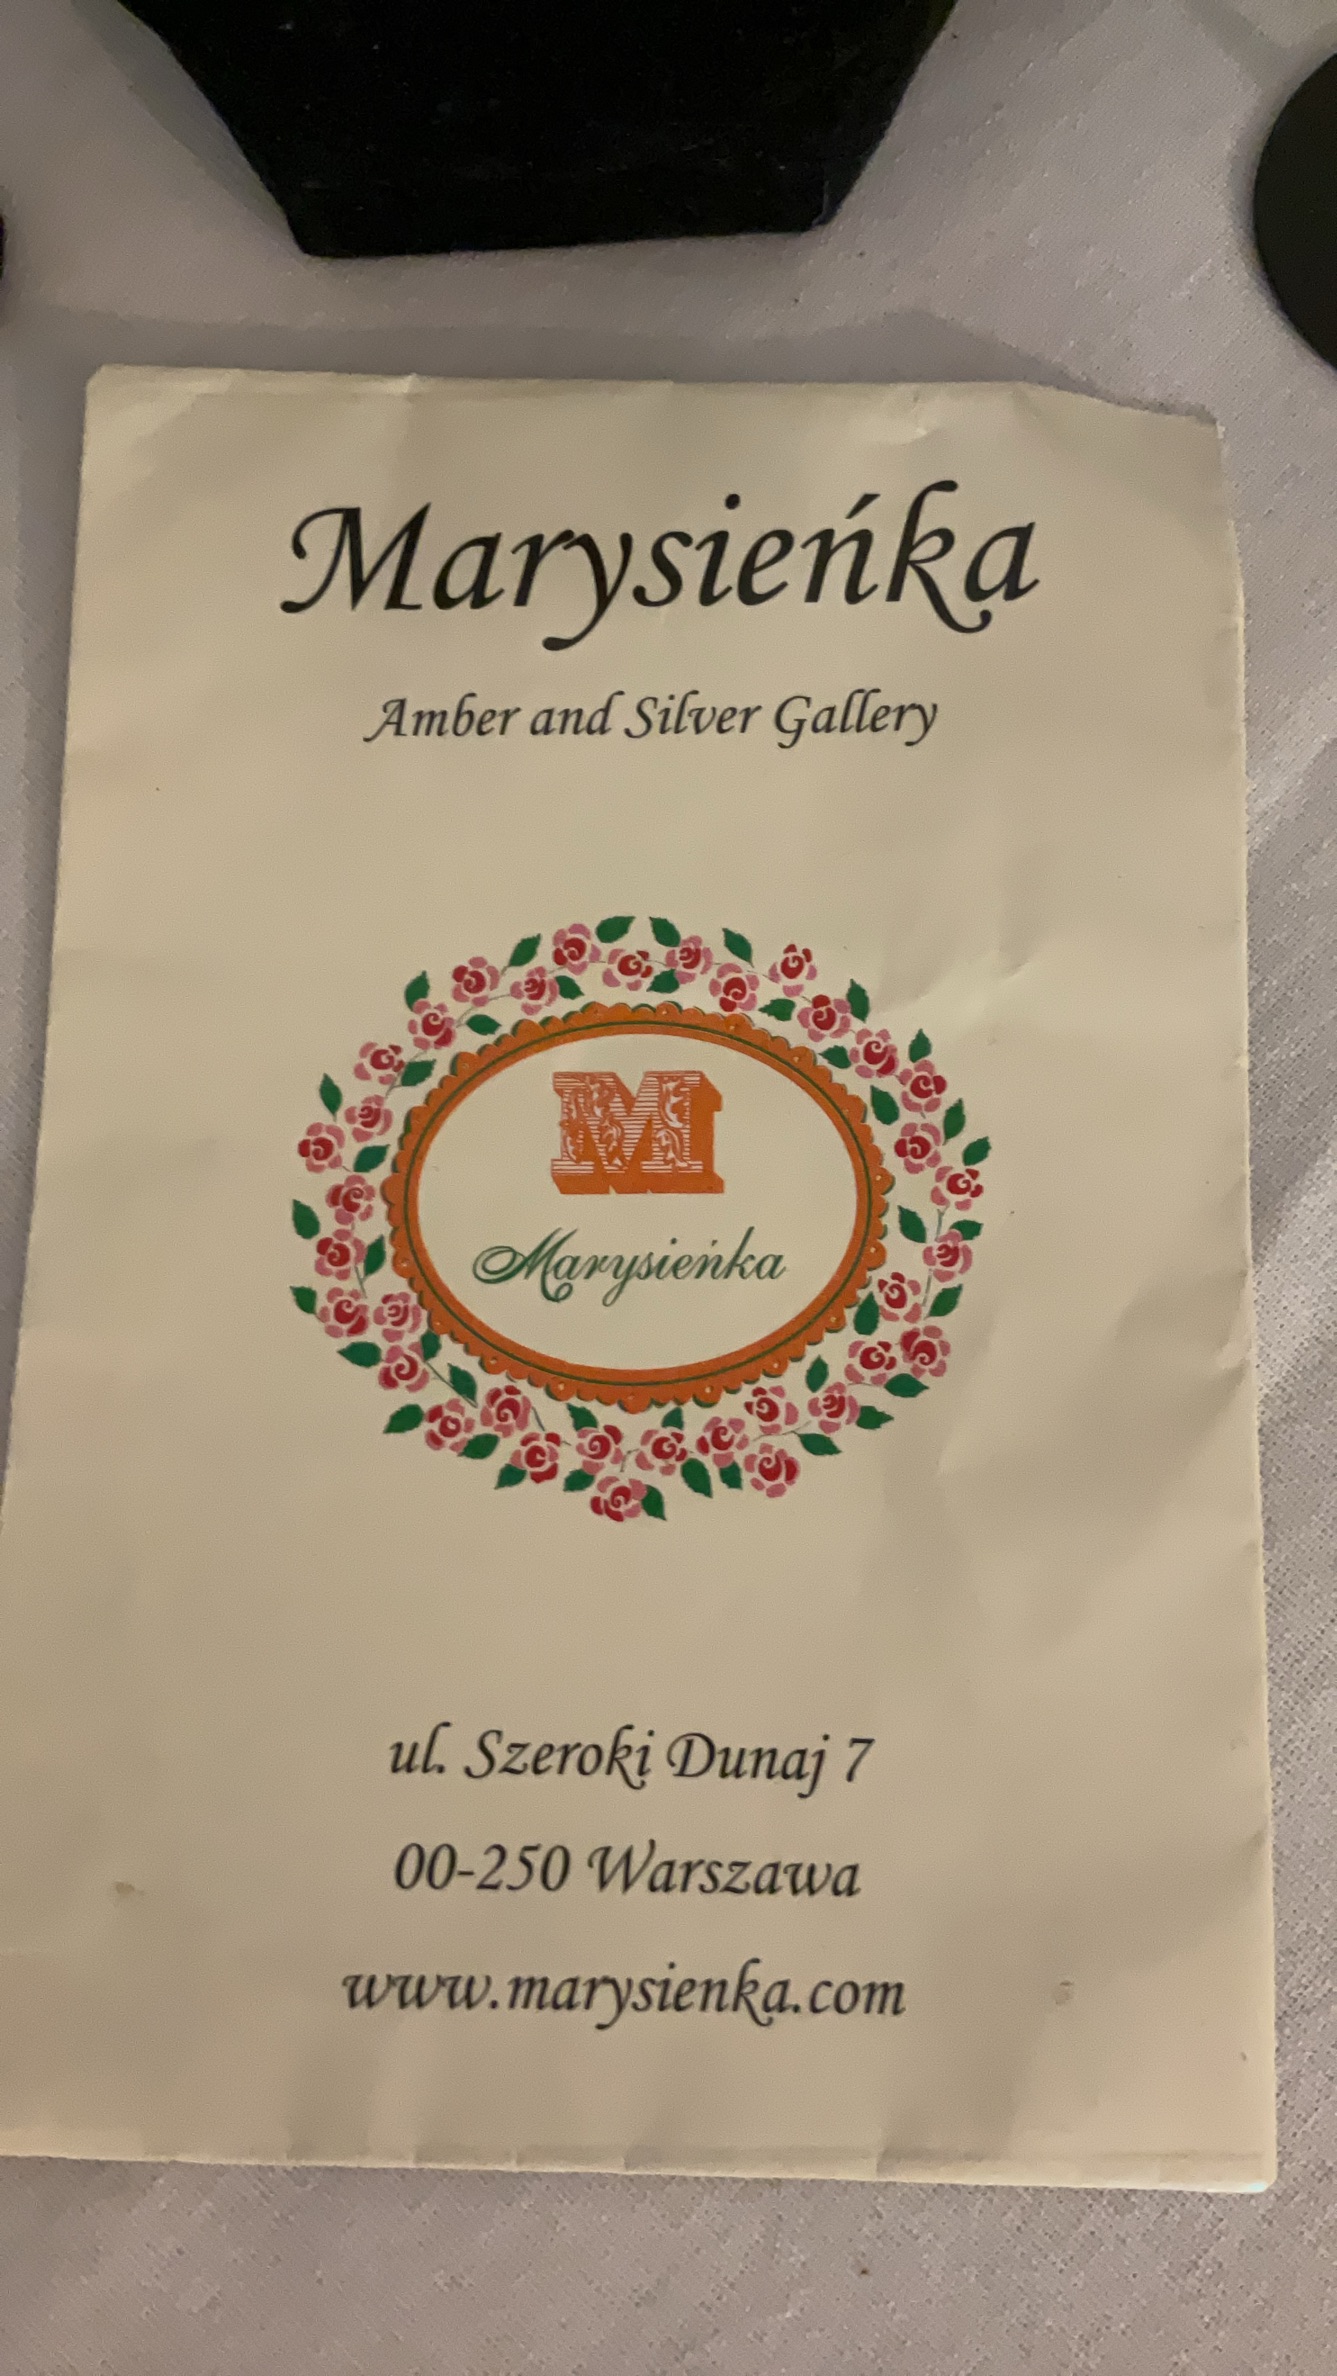 Marysieńka
Amber and Silver Gallery
M
Marysieńka
ul. Szeroki Dunaj 7
00-250 Warszawa
www.marysienka.com